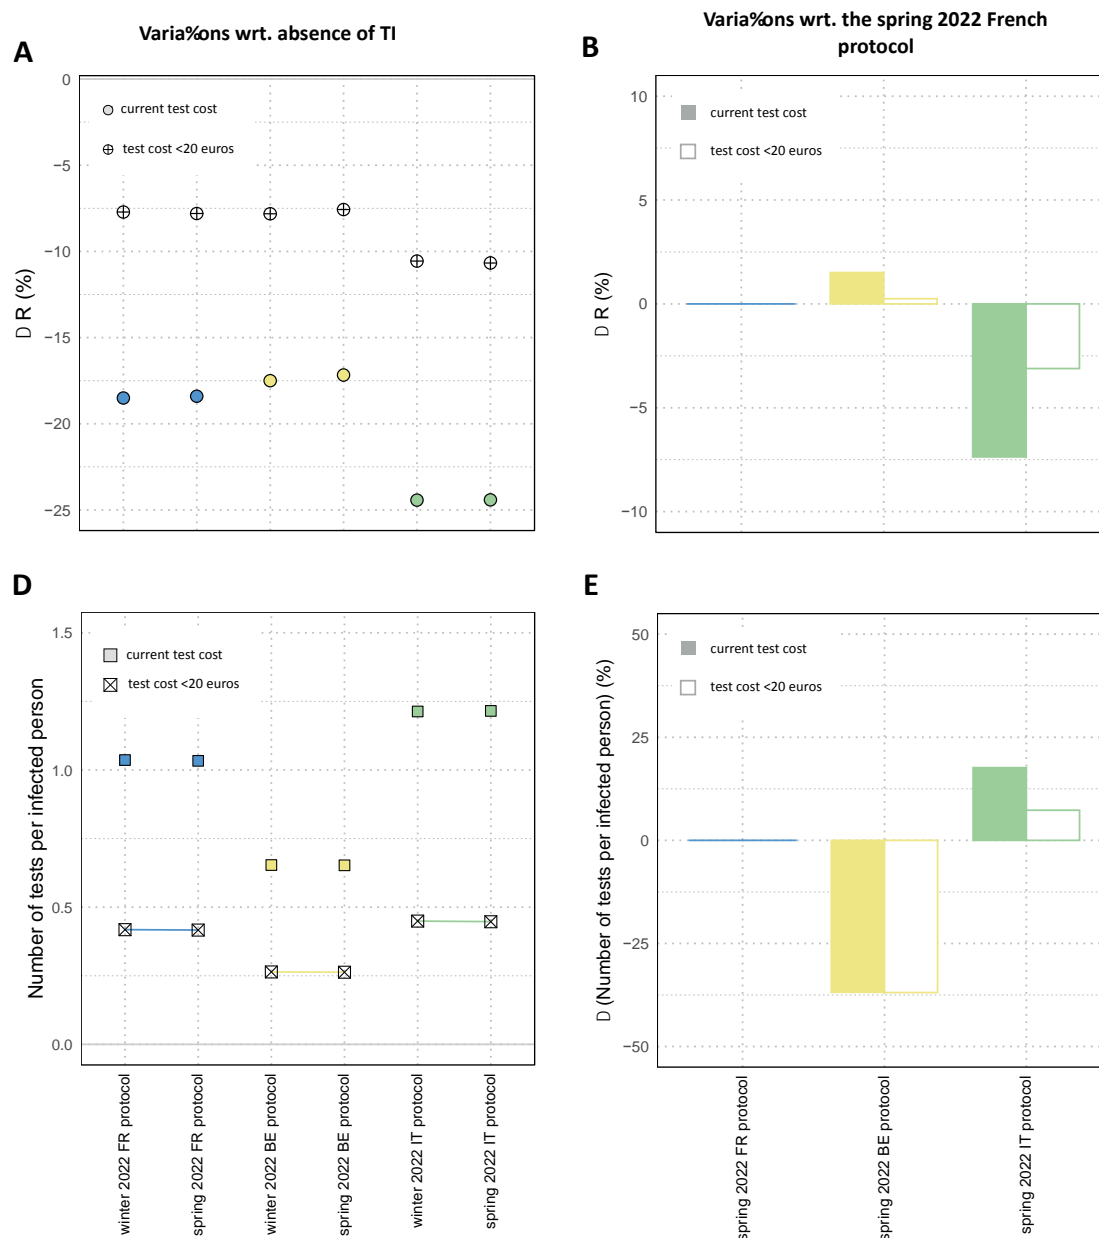 Varia%ons wrt. absence of TI
Varia%ons wrt. the spring 2022 French
protocol
A
0
−5
−10
−15
−20
−25
D R (%)
current test cost
test cost <20 euros
B
10
5
0
−5
−10
D R (%)
current test cost
test cost <20 euros
D
1.5
1.0
0.5
0.0
Number of tests per infected person
current test cost
test cost <20 euros
winter 2022 FR protocol
spring 2022 FR protocol
winter 2022 BE protocol
spring 2022 BE protocol
winter 2022 IT protocol
spring 2022 IT protocol
E
50
25
0
−25
−50
D (Number of tests per infected person) (%)
current test cost
test cost <20 euros
spring 2022 FR protocol
spring 2022 BE protocol
spring 2022 IT protocol